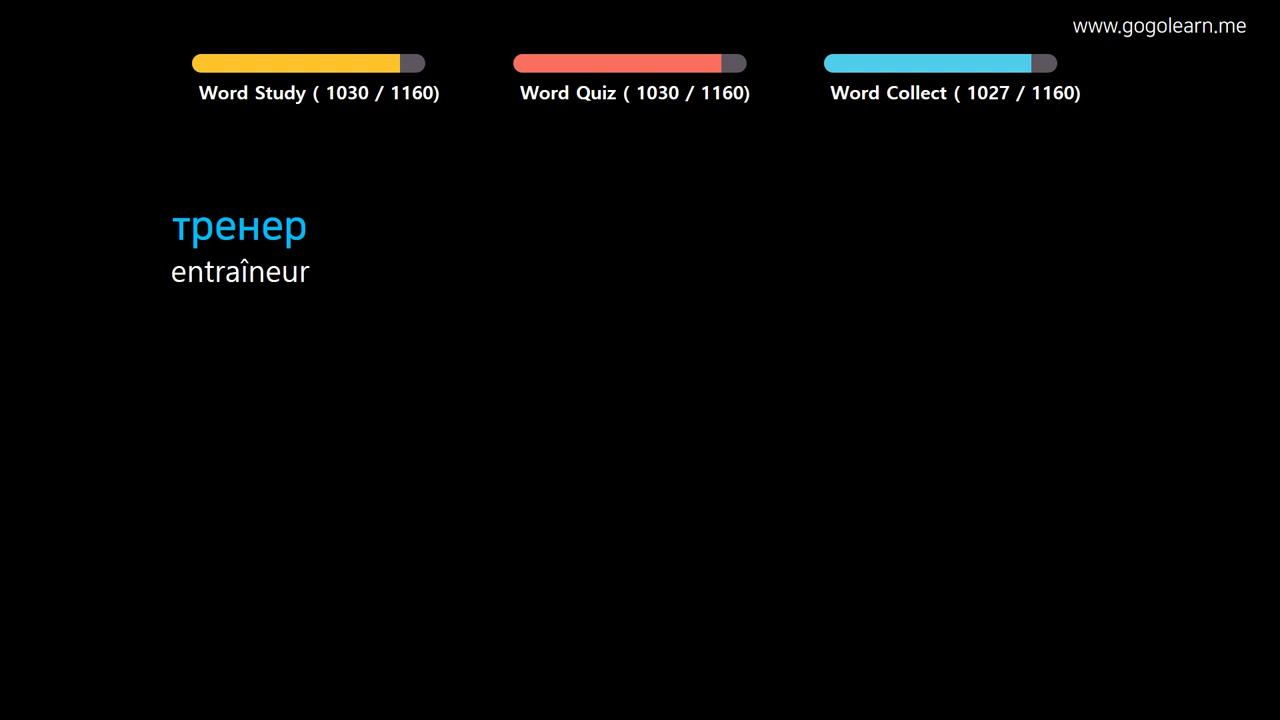 www.gogolearn.me
Word Study ( 1030 / 1160)
Word Quiz ( 1030 / 1160)
Word Collect ( 1027 / 1160)
тренер
entraîneur